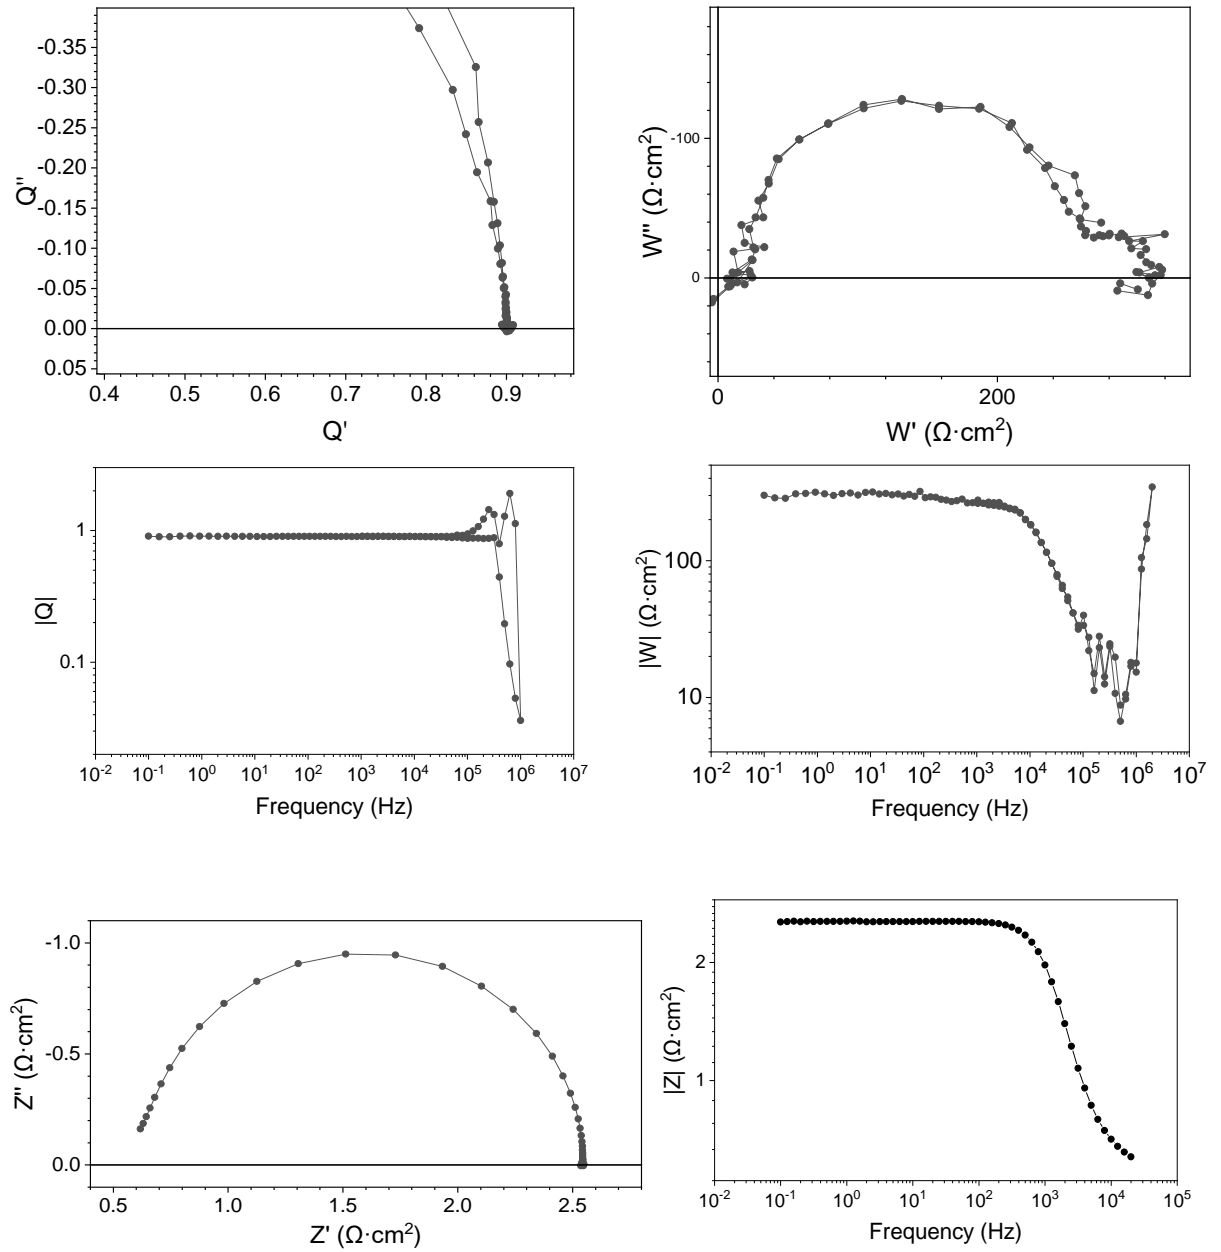 -0.35
-0.30
-0.25
-0.20
-0.15
-0.10
-0.05
0.00
0.05
Q''
0.4 0.5 0.6 0.7 0.8 0.9
Q'
-100
0
W'' (Ω·cm²)
0 200
W' (Ω·cm²)
1
0.1
|Q|
10⁻² 10⁻¹ 10⁰ 10¹ 10² 10³ 10⁴ 10⁵ 10⁶ 10⁷
Frequency (Hz)
100
10
|W| (Ω·cm²)
10⁻² 10⁻¹ 10⁰ 10¹ 10² 10³ 10⁴ 10⁵ 10⁶ 10⁷
Frequency (Hz)
-1.0
-0.5
0.0
Z'' (Ω·cm²)
0.5 1.0 1.5 2.0 2.5
Z' (Ω·cm²)
2
1
|Z| (Ω·cm²)
10⁻² 10⁻¹ 10⁰ 10¹ 10² 10³ 10⁴ 10⁵
Frequency (Hz)